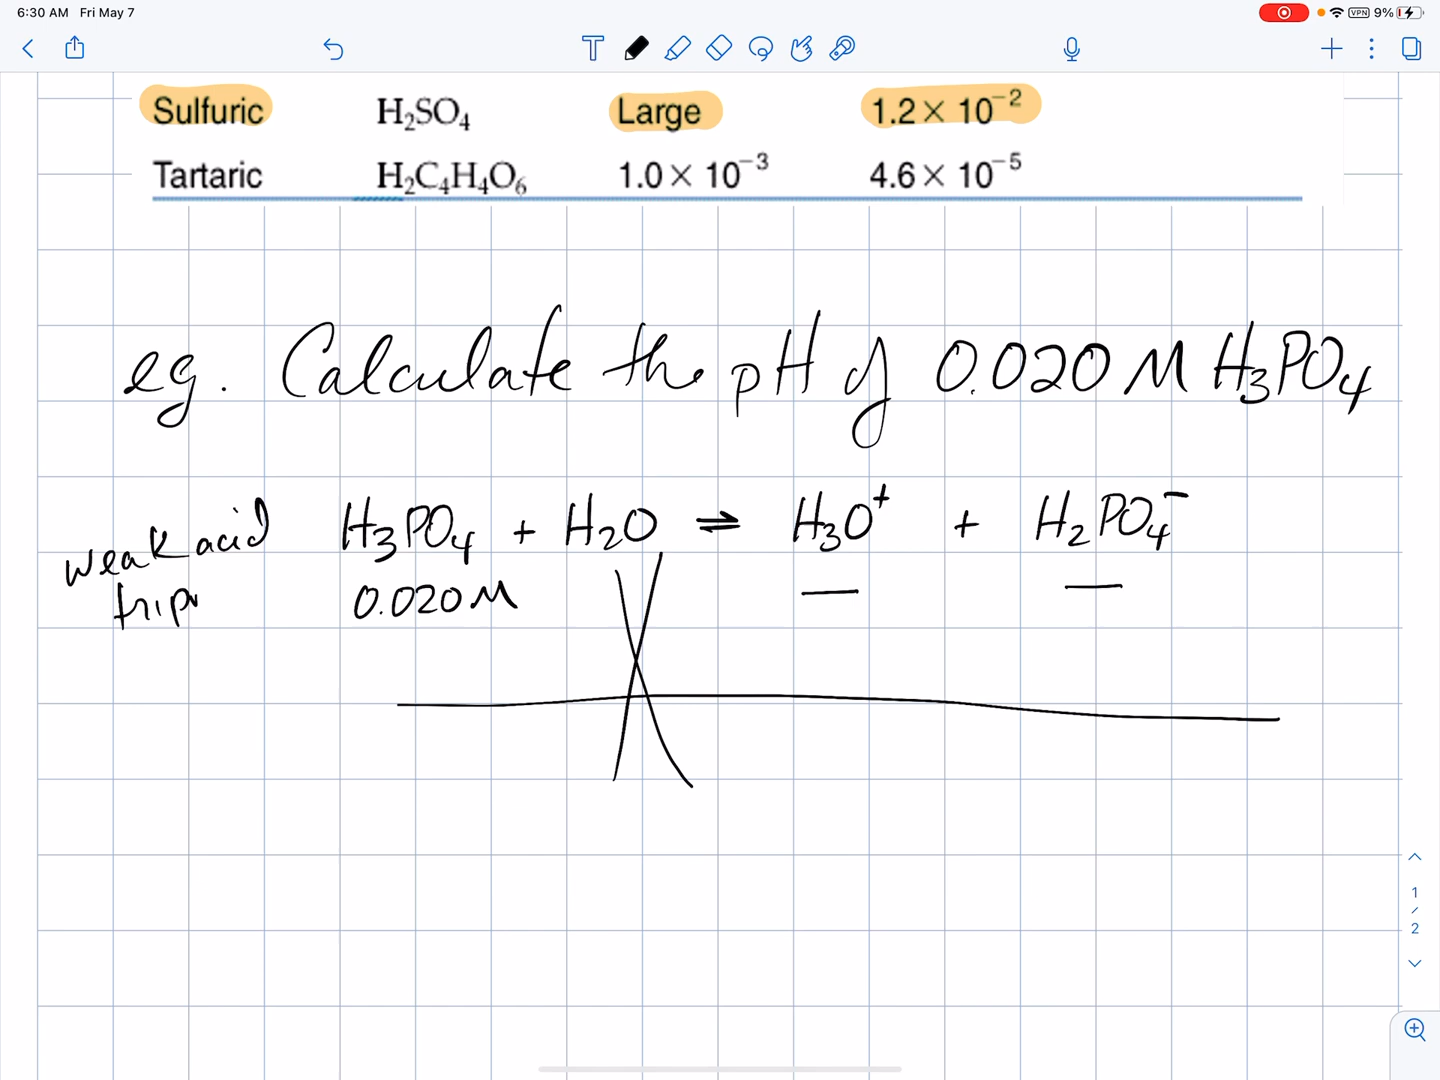 6:30 AM Fri May 7
VPN 9%
Sulfuric H₂SO₄ Large 1.2 × 10⁻²
Tartaric H₂C₄H₄O₆ 1.0 × 10⁻³ 4.6 × 10⁻⁵
eg. Calculate the pH of 0.020 M H₃PO₄
weak acid H₃PO₄ + H₂O ⇌ H₃O⁺ + H₂PO₄⁻
trip 0.020 M — —
1
/
2